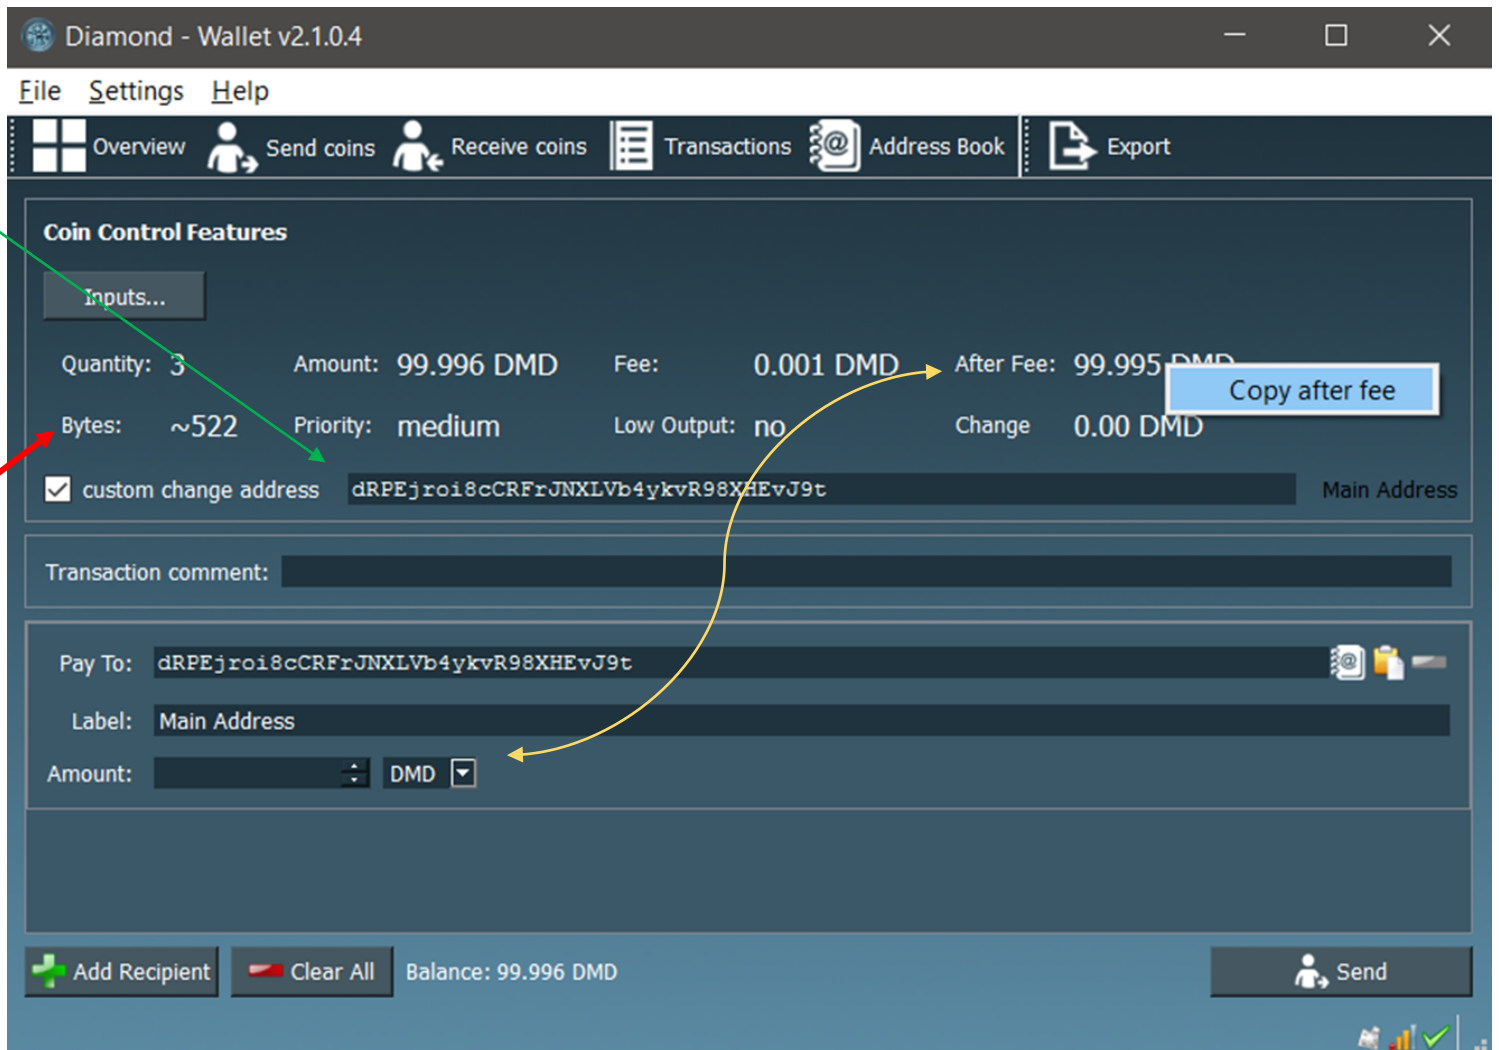 Diamond - Wallet v2.1.0.4
File Settings Help
Overview Send coins Receive coins Transactions Address Book Export
Coin Control Features
Inputs...
Quantity: 3 Amount: 99.996 DMD Fee: 0.001 DMD After Fee: 99.995 DMD
Copy after fee
Bytes: ~522 Priority: medium Low Output: no Change 0.00 DMD
custom change address dRPEjroi8cCRFrJNXLVb4ykvR98XHEvJ9t Main Address
Transaction comment:
Pay To: dRPEjroi8cCRFrJNXLVb4ykvR98XHEvJ9t
Label: Main Address
Amount: DMD
Add Recipient Clear All Balance: 99.996 DMD Send